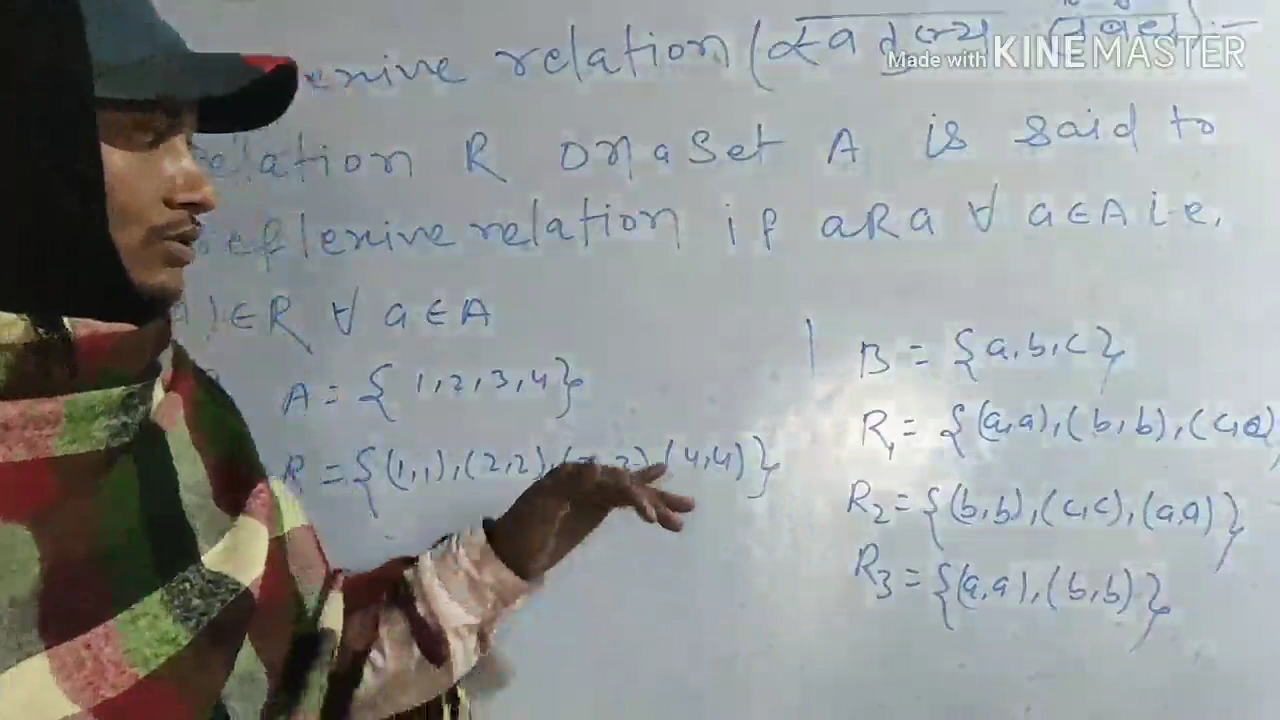 relation (
Made with KINEMASTER
relation R on a Set A is said to
reflexive relation if aRa ∀ a∈A i.e.
)∈R ∀ a∈A
A = {1,2,3,4}
R = {(1,1),(2,2), (4,4)}
B = {a,b,c}
R₁ = {(a,a),(b,b),(c,
R₂ = {(b,b),(c,c),(a,a)}
R₃ = {(a,a),(b,b)}